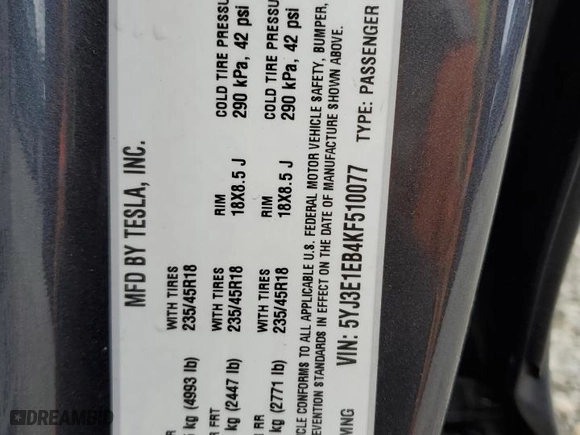 MFD BY TESLA, INC.
WITH TIRES RIM COLD TIRE PRESSU
kg (4993 lb) 235/45R18 18X8.5 J 290 kPa, 42 psi
FRT WITH TIRES RIM COLD TIRE PRESSU
kg (2447 lb) 235/45R18 18X8.5 J 290 kPa, 42 psi
RR WITH TIRES
kg (2771 lb) 235/45R18
ICLE CONFORMS TO ALL APPLICABLE U.S. FEDERAL MOTOR VEHICLE SAFETY, BUMPER,
EVENTION STANDARDS IN EFFECT ON THE DATE OF MANUFACTURE SHOWN ABOVE.
VIN: 5YJ3E1EB4KF510077 TYPE: PASSENGER
MNG
DREAMBID